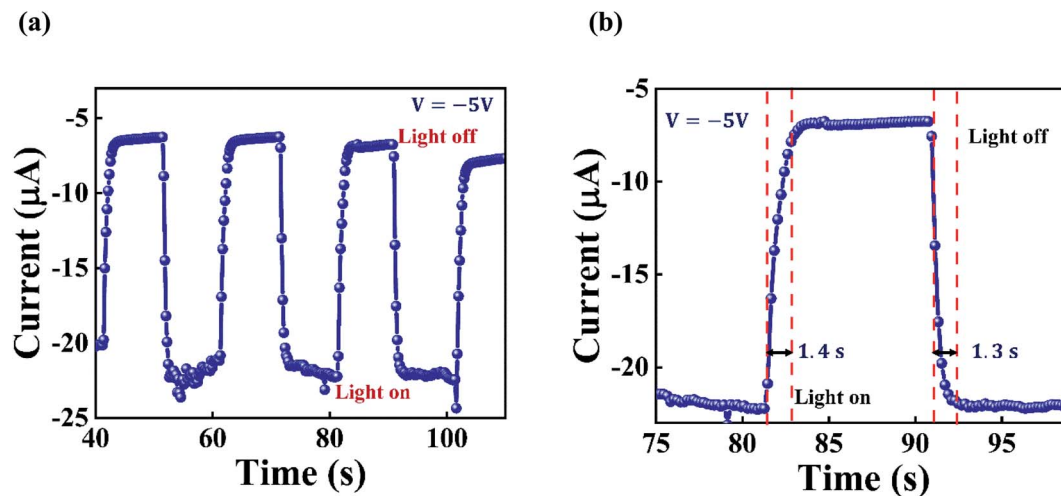 (a)
(b)
V = −5V
Light off
Light on
Current (μA)
-5
-10
-15
-20
-25
40
60
80
100
Time (s)
V = −5V
Light off
1.4 s
1.3 s
Light on
Current (μA)
-5
-10
-15
-20
75
80
85
90
95
Time (s)